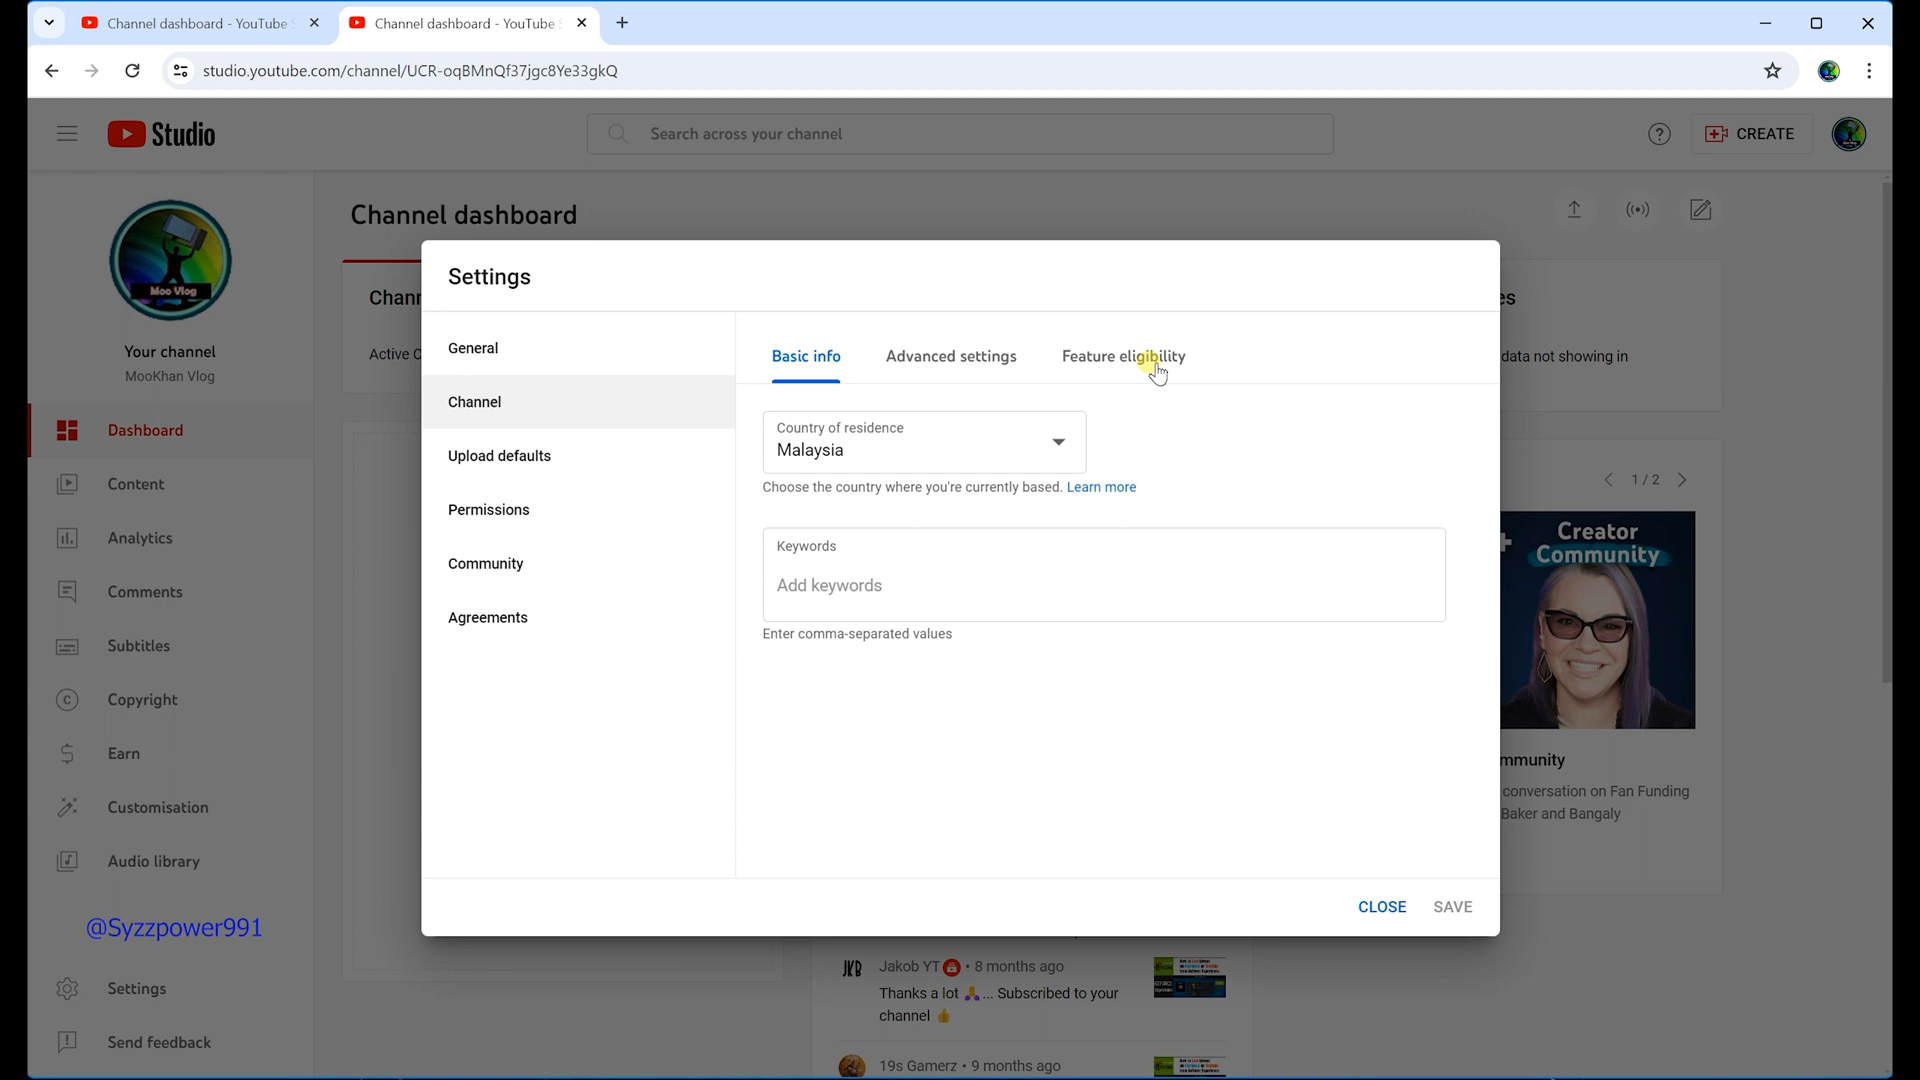 Channel dashboard - YouTube S
Channel dashboard - YouTube S
studio.youtube.com/channel/UCR-oqBMnQf37jgc8Ye33gkQ
Studio
Search across your channel
CREATE
Moo Vlog
Your channel
MooKhan Vlog
Dashboard
Content
Analytics
Comments
Subtitles
Copyright
Earn
Customisation
Audio library
@Syzzpower991
Settings
Send feedback
Channel dashboard
Chann
Active C
Settings
General
Channel
Upload defaults
Permissions
Community
Agreements
Basic info
Advanced settings
Feature eligibility
Country of residence
Malaysia
Choose the country where you're currently based. Learn more
Keywords
Add keywords
Enter comma-separated values
CLOSE
SAVE
es
data not showing in
1 / 2
Creator
Community
mmunity
conversation on Fan Funding
Baker and Bangaly
JKB
Jakob YT • 8 months ago
Thanks a lot 🙏... Subscribed to your
channel 👍
19s Gamerz • 9 months ago